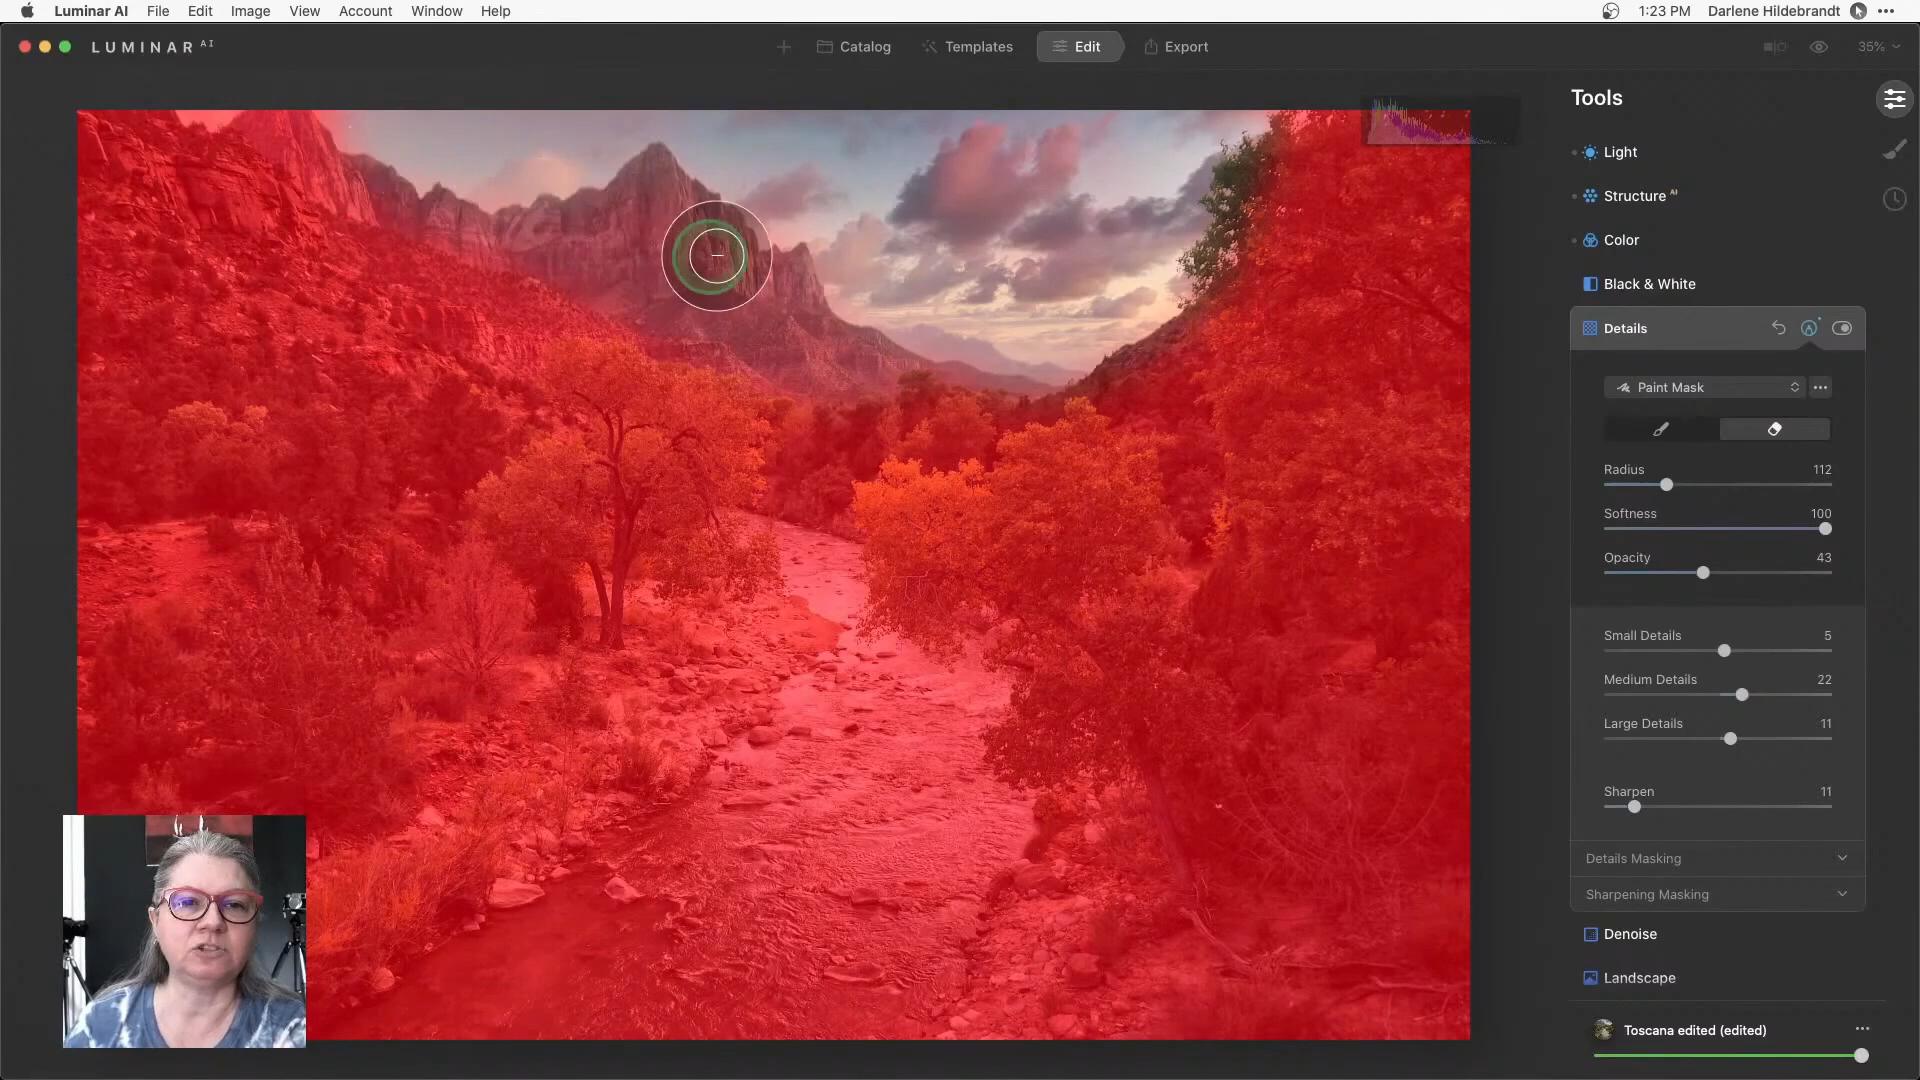 Luminar AI File Edit Image View Account Window Help 1:23 PM Darlene Hildebrandt
LUMINAR AI Catalog Templates Edit Export 35%
Tools
Light
Structure AI
Color
Black & White
Details
Paint Mask
Radius 112
Softness 100
Opacity 43
Small Details 5
Medium Details 22
Large Details 11
Sharpen 11
Details Masking
Sharpening Masking
Denoise
Landscape
Toscana edited (edited)